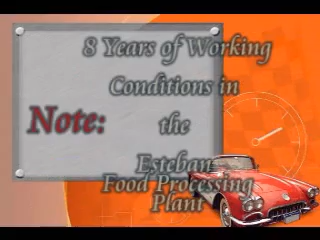 8 Years of Working
Conditions in
Note: the
Esteban
Food Processing
Plant